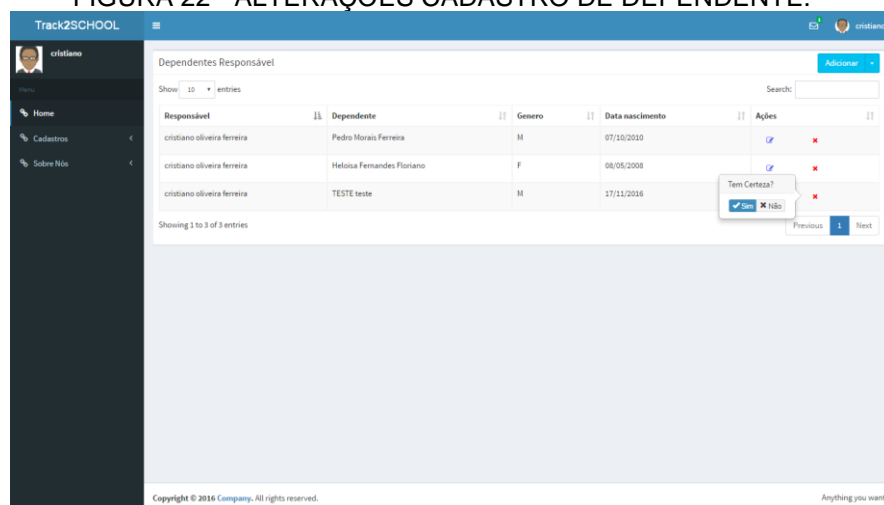 FIGURA 22 - ALTERAÇÕES CADASTRO DE DEPENDENTE.
Track2SCHOOL
1
cristiano
cristiano
Menu
Home
Cadastros
Sobre Nós
Dependentes Responsável
Adicionar
Show 10 entries
Search:
Responsável Dependente Genero Data nascimento Ações
cristiano oliveira ferreira Pedro Morais Ferreira M 07/10/2010
cristiano oliveira ferreira Heloisa Fernandes Floriano F 08/05/2008
cristiano oliveira ferreira TESTE teste M 17/11/2016
Tem Certeza?
Sim Não
Showing 1 to 3 of 3 entries
Previous 1 Next
Copyright © 2016 Company. All rights reserved.
Anything you want